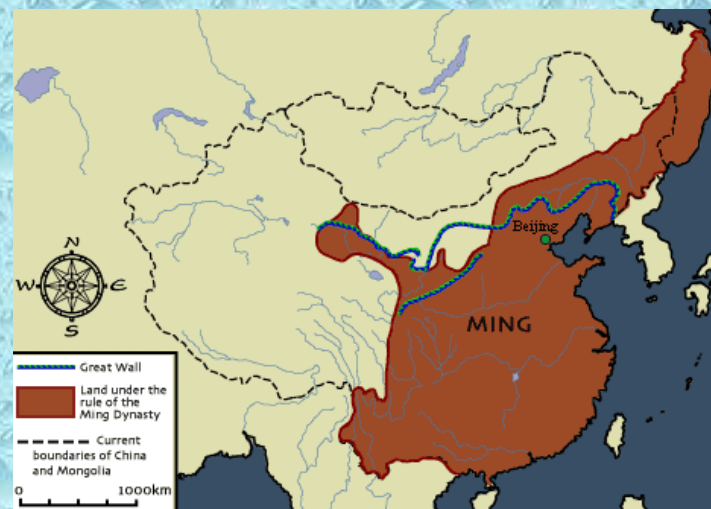 Beijing
N
W E
S
MING
Great Wall
Land under the
rule of the
Ming Dynasty
Current
boundaries of China
and Mongolia
0 1000km